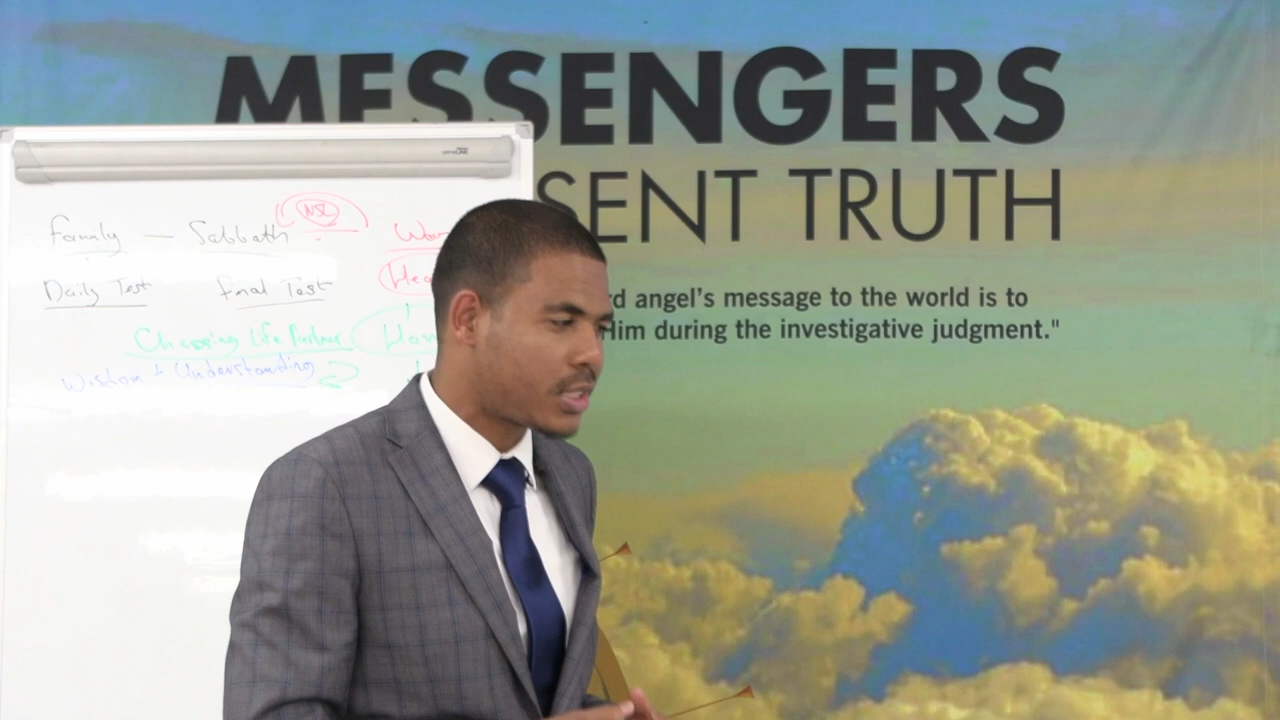 MESSENGERS
SENT TRUTH
rd angel's message to the world is to
Him during the investigative judgment."
Family — Sabbath
NSL
Daily Test Final Test
Choosing Life Partner
Wisdom + Understanding